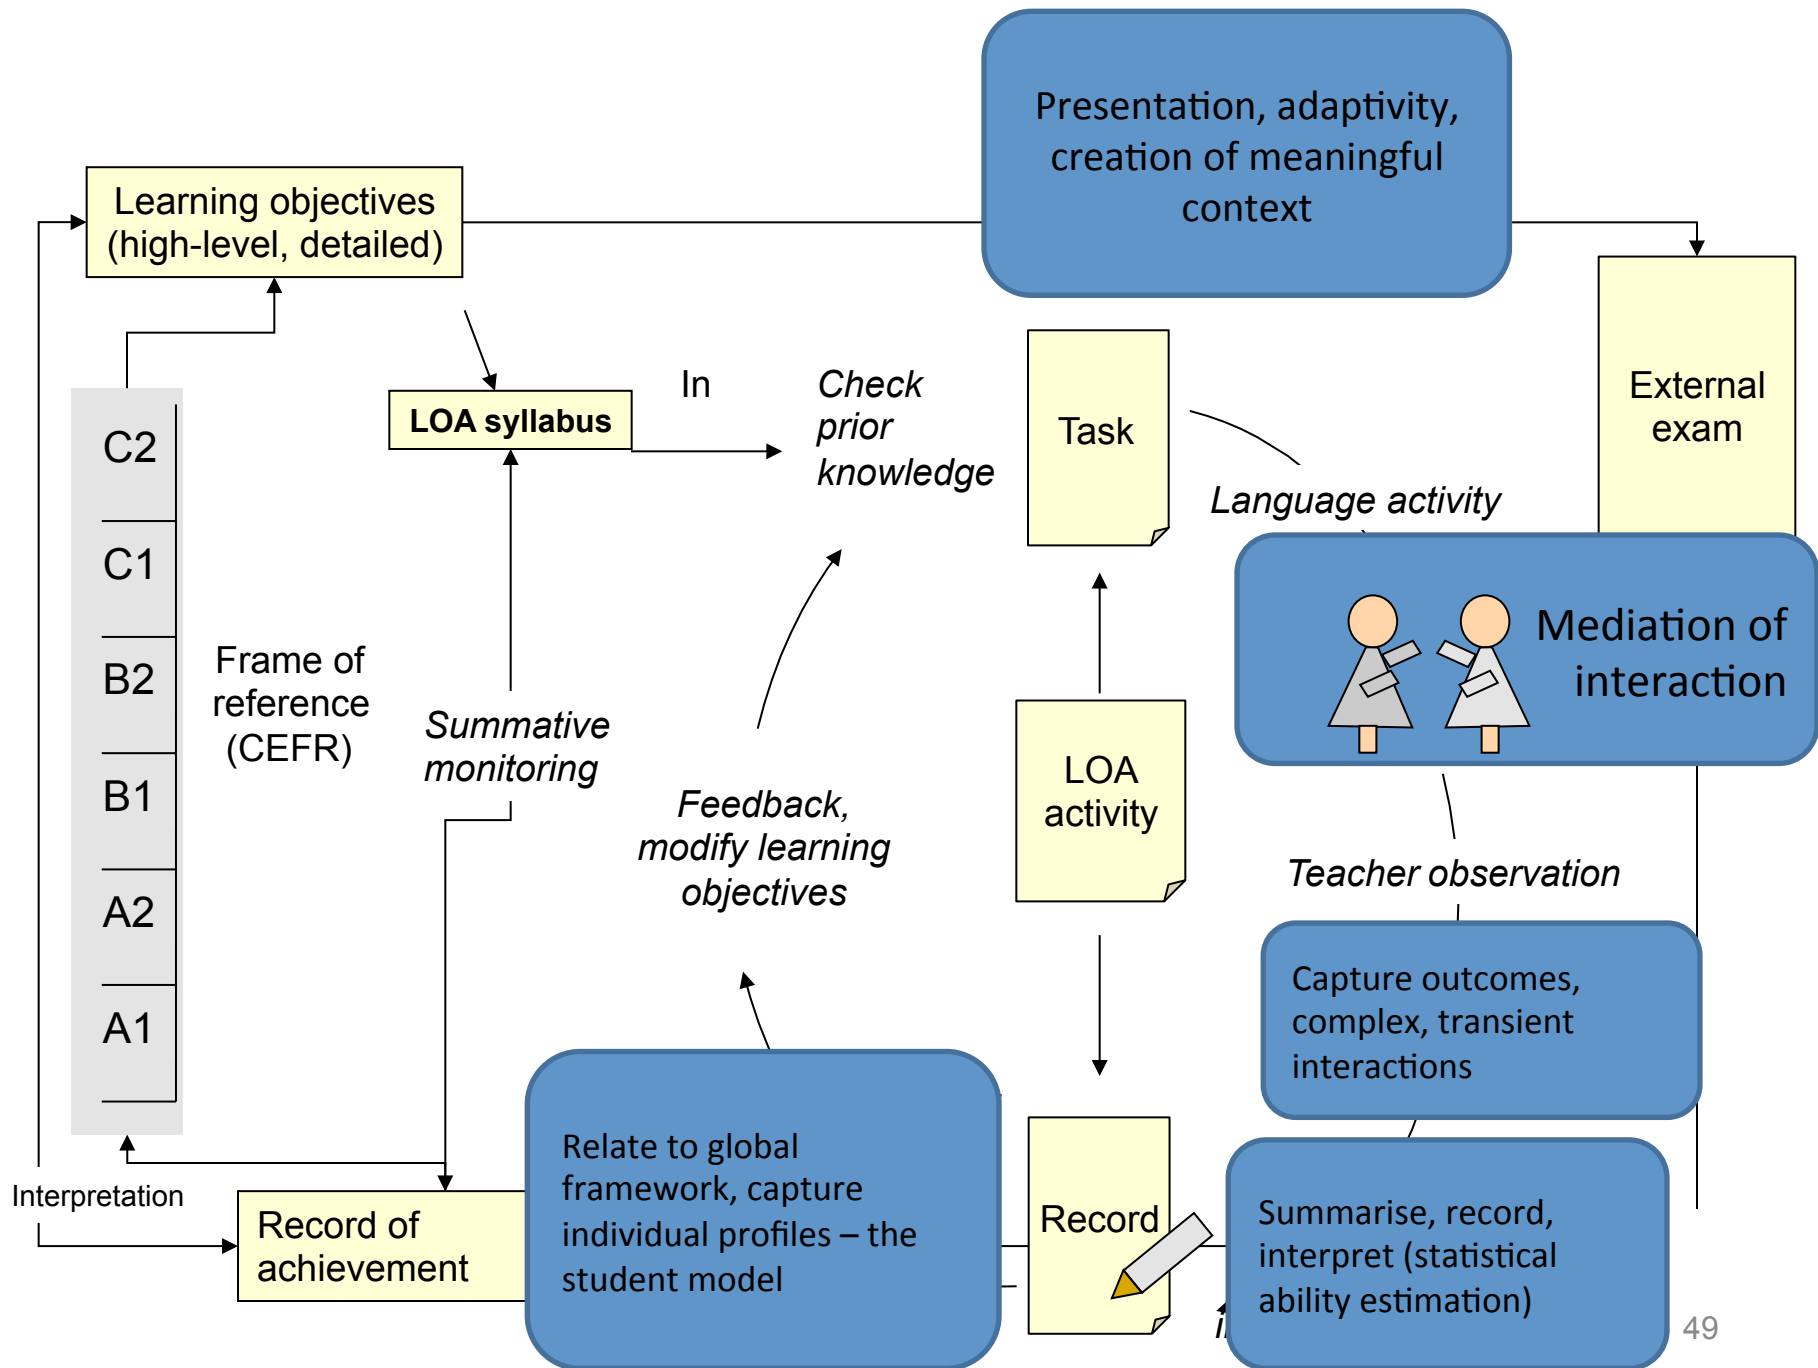 Presentation, adaptivity,
creation of meaningful
context
Learning objectives
(high-level, detailed)
LOA syllabus
In
Check
prior
knowledge
Task
External
exam
Language activity
C2
C1
B2
B1
A2
A1
Frame of
reference
(CEFR)
Summative
monitoring
Feedback,
modify learning
objectives
LOA
activity
Mediation of
interaction
Teacher observation
Capture outcomes,
complex, transient
interactions
Interpretation
Record of
achievement
Relate to global
framework, capture
individual profiles – the
student model
Record
Summarise, record,
interpret (statistical
ability estimation)
49